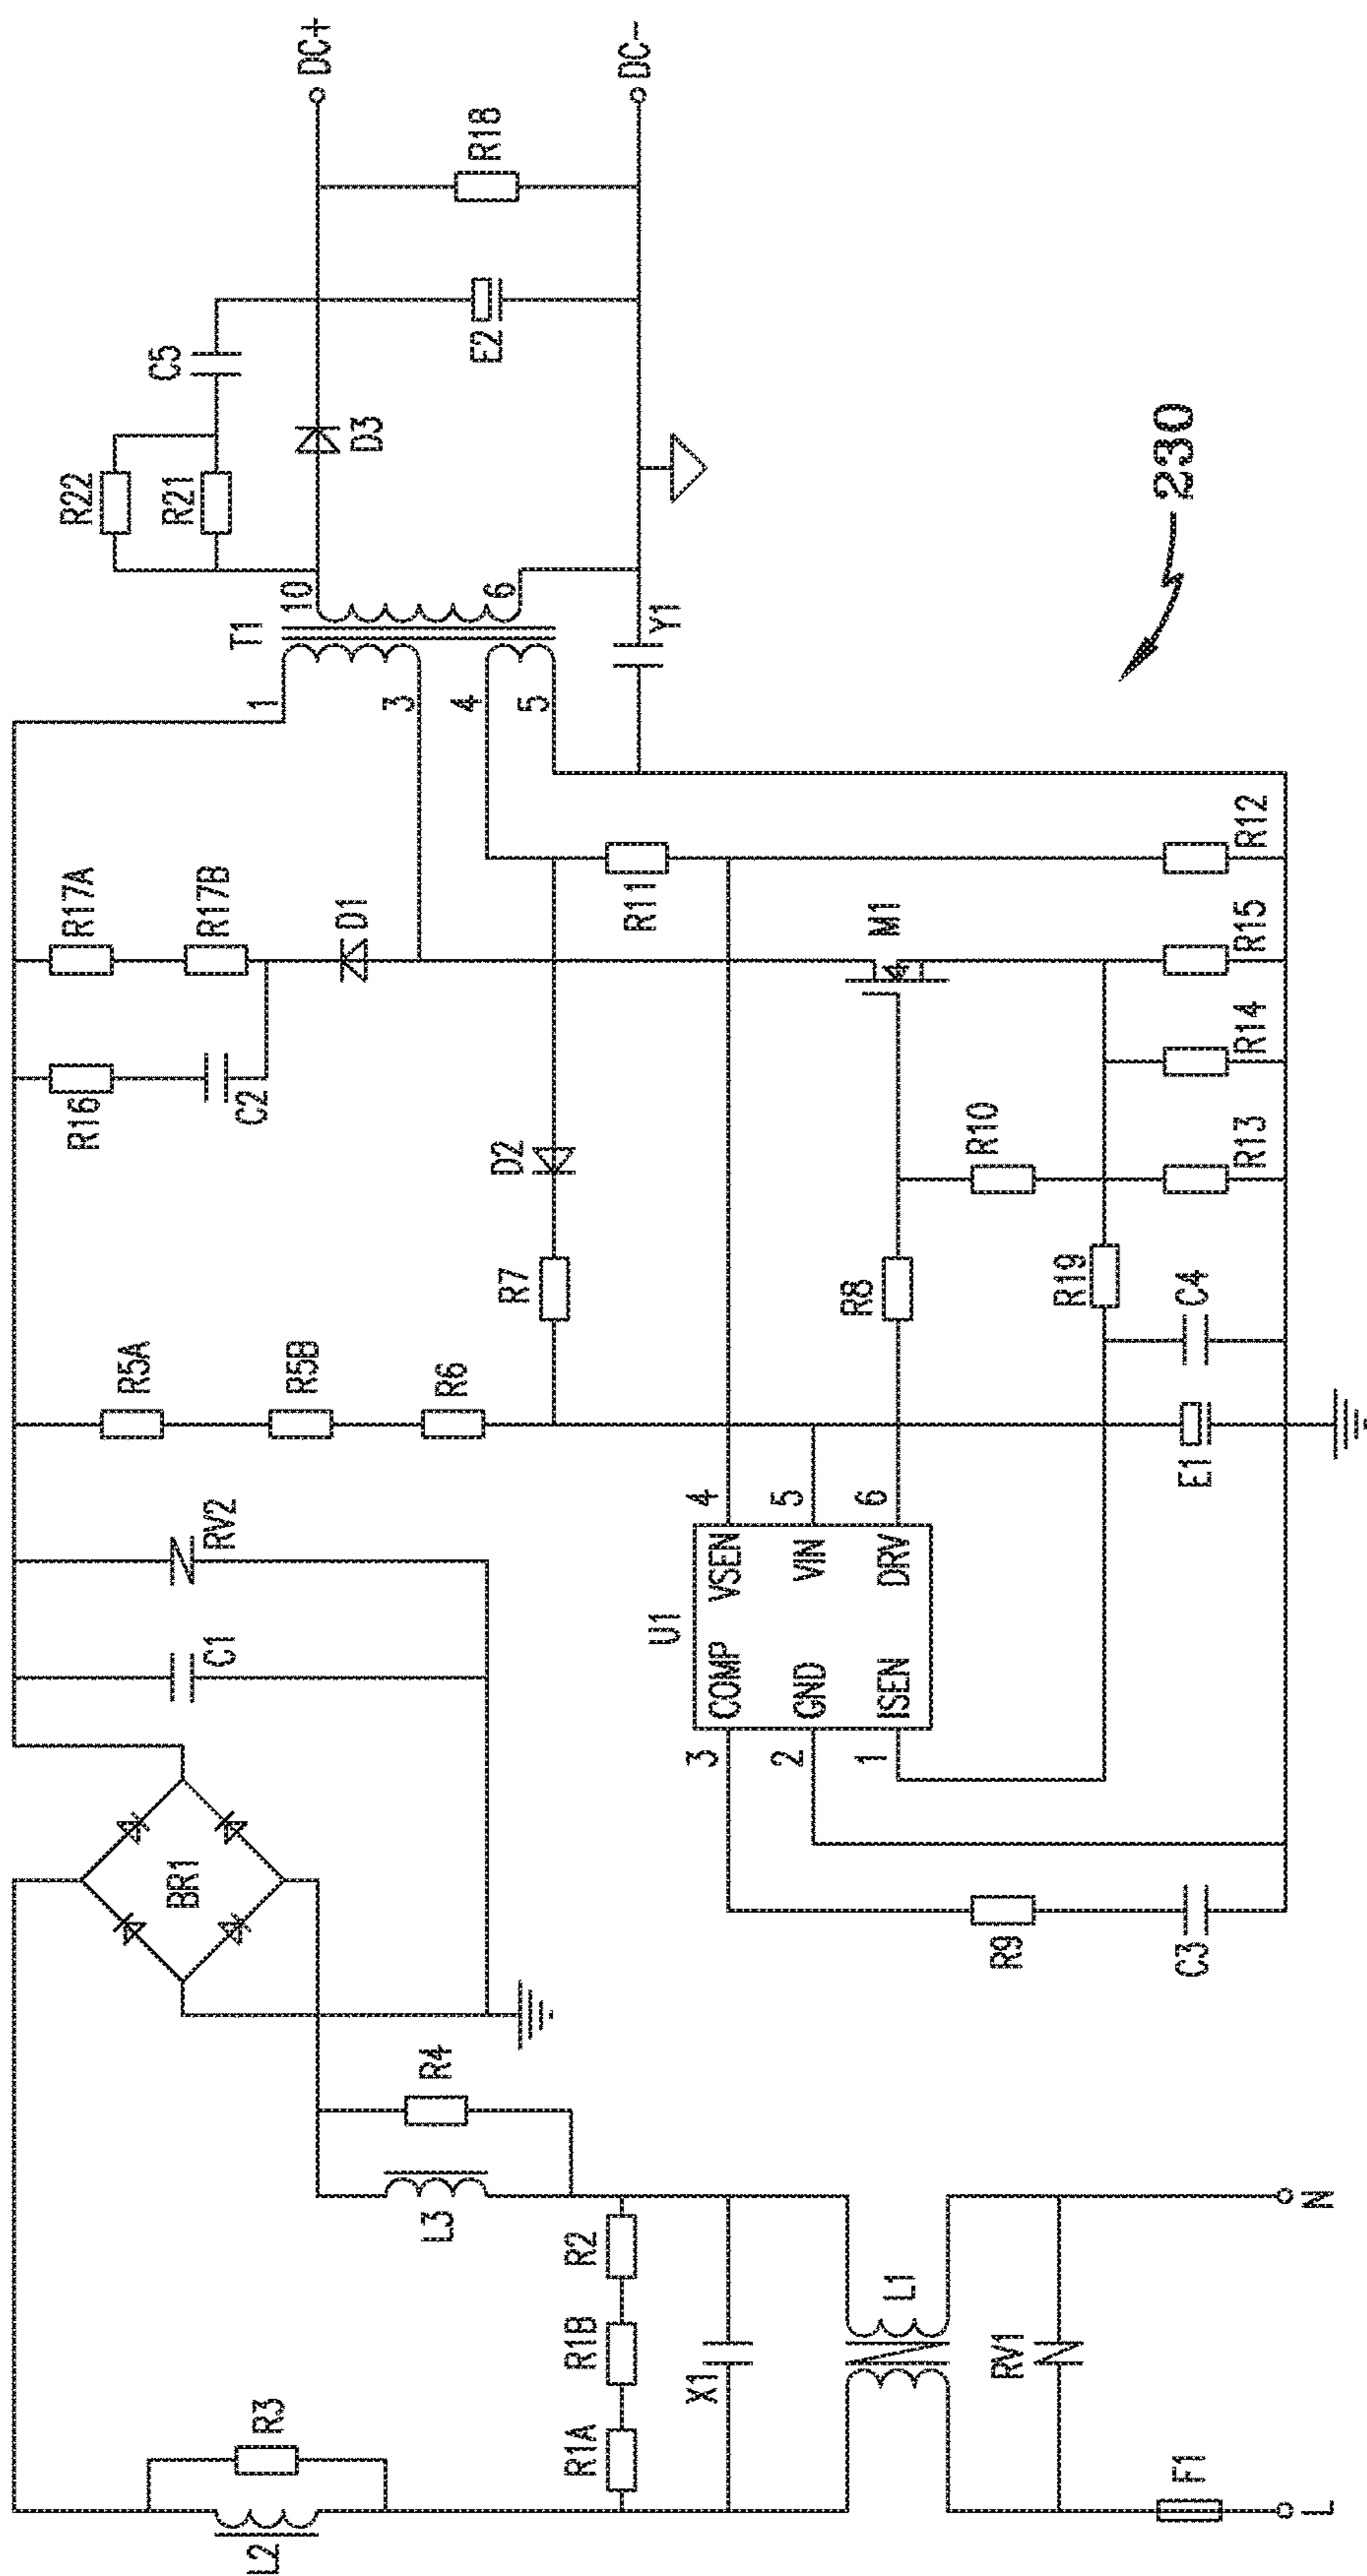 L2
R3
R1A
R1B
R2
X1
L1
RV1
F1
L
N
L3
R4
BR1
C1
RV2
R5A
R5B
R6
R7
D2
R16
C2
R17A
R17B
D1
T1
1
3
4
5
10
6
R22
R21
C5
D3
E2
R18
DC+
DC-
Y1
R11
M1
R8
R10
R19
R12
R15
R14
R13
C4
E1
U1
COMP
VSEN
GND
VIN
ISEN
DRV
3
2
1
4
5
6
R9
C3
230